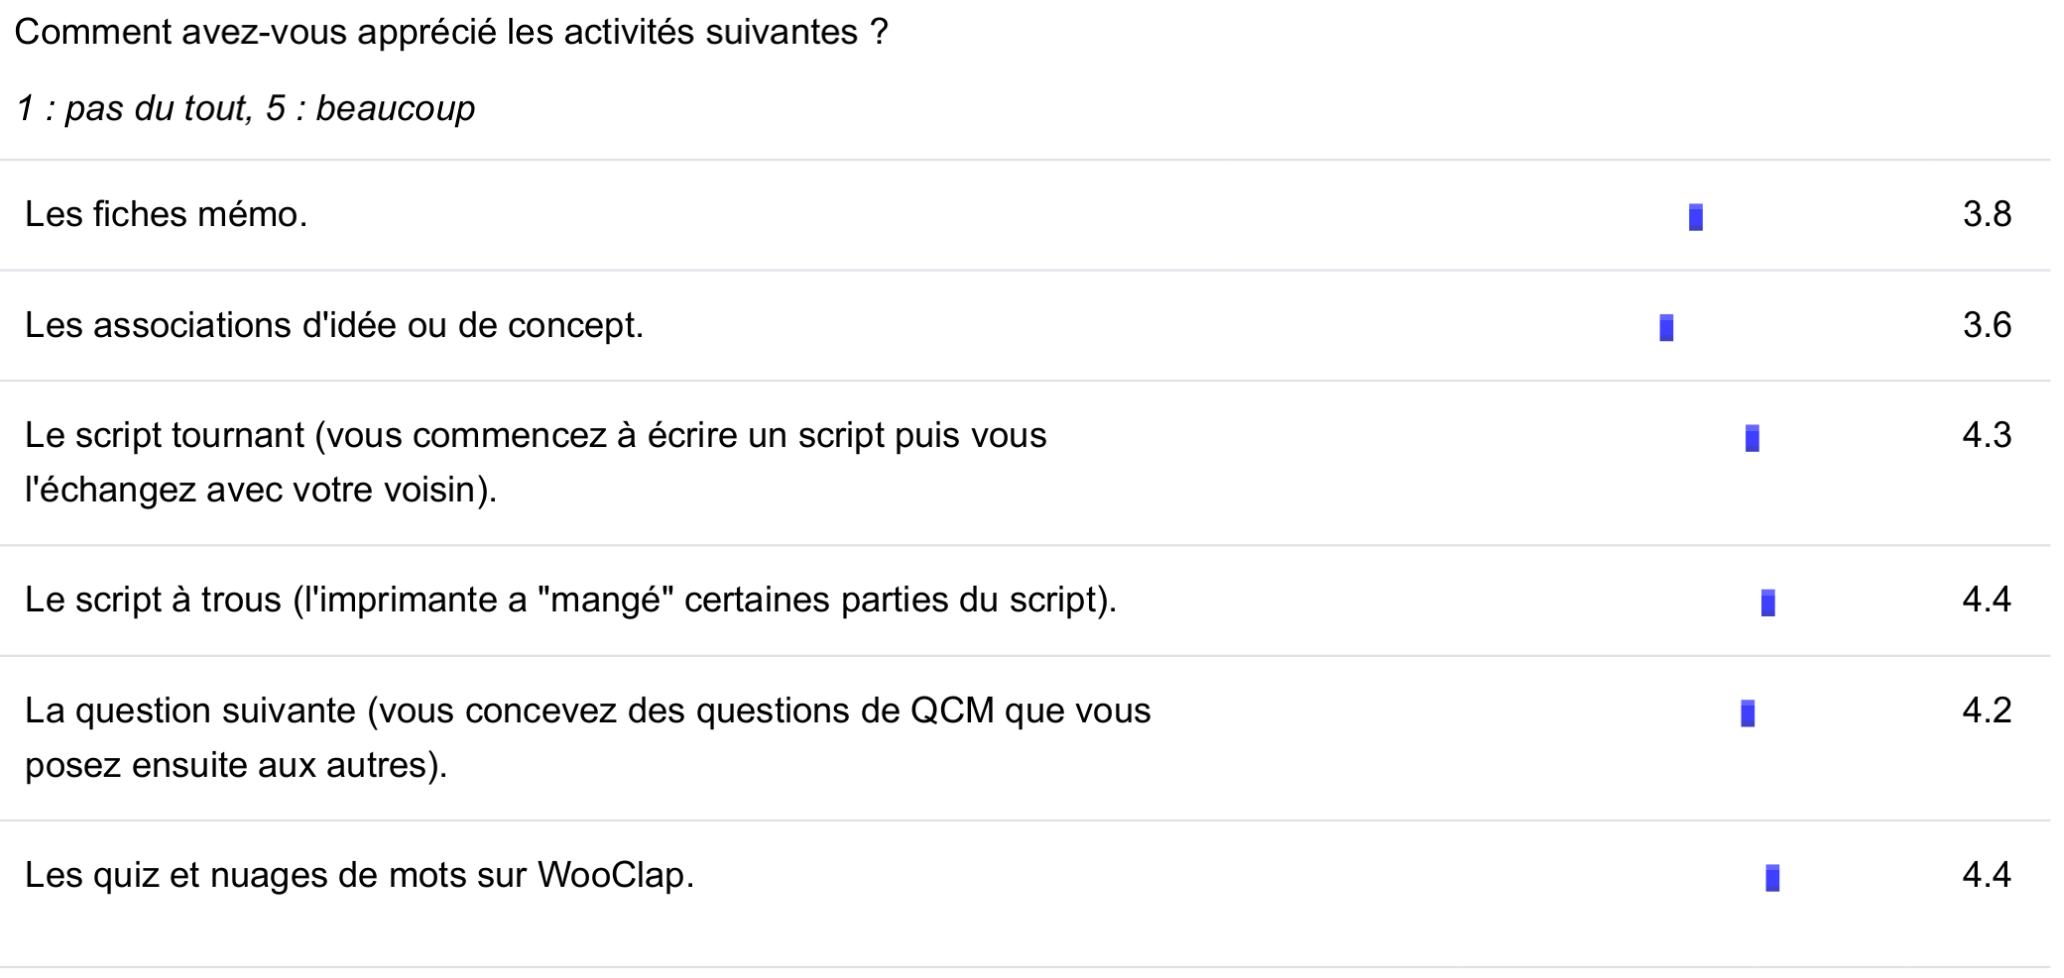 Comment avez-vous apprécié les activités suivantes ?
1 : pas du tout, 5 : beaucoup
Les fiches mémo. 3.8
Les associations d'idée ou de concept. 3.6
Le script tournant (vous commencez à écrire un script puis vous 4.3
l'échangez avec votre voisin).
Le script à trous (l'imprimante a "mangé" certaines parties du script). 4.4
La question suivante (vous concevez des questions de QCM que vous 4.2
posez ensuite aux autres).
Les quiz et nuages de mots sur WooClap. 4.4